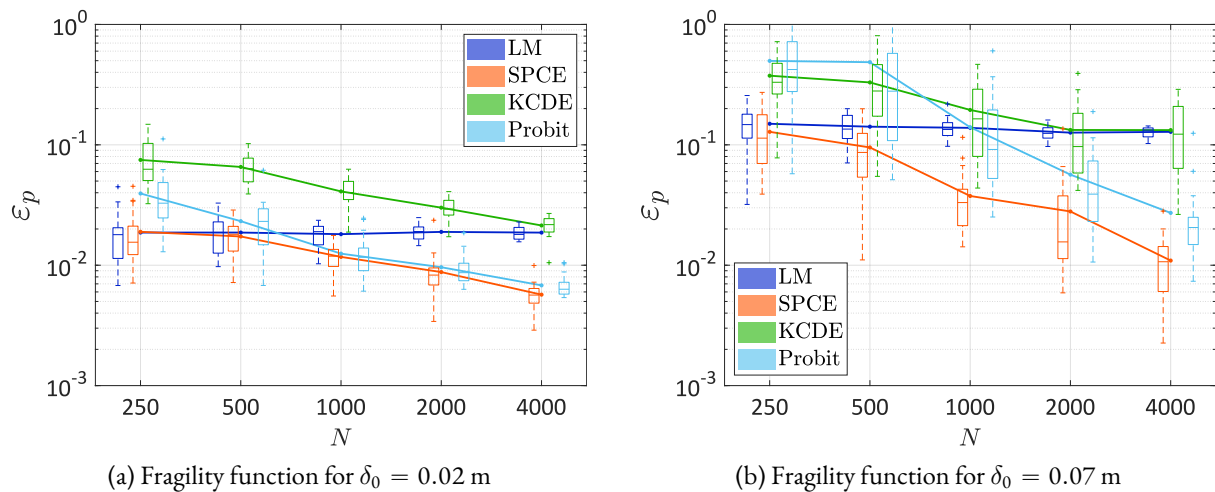 10^0
10^-1
10^-2
10^-3
ε_p
LM
SPCE
KCDE
Probit
250 500 1000 2000 4000
N
(a) Fragility function for δ_0 = 0.02 m
10^0
10^-1
10^-2
10^-3
ε_p
LM
SPCE
KCDE
Probit
250 500 1000 2000 4000
N
(b) Fragility function for δ_0 = 0.07 m